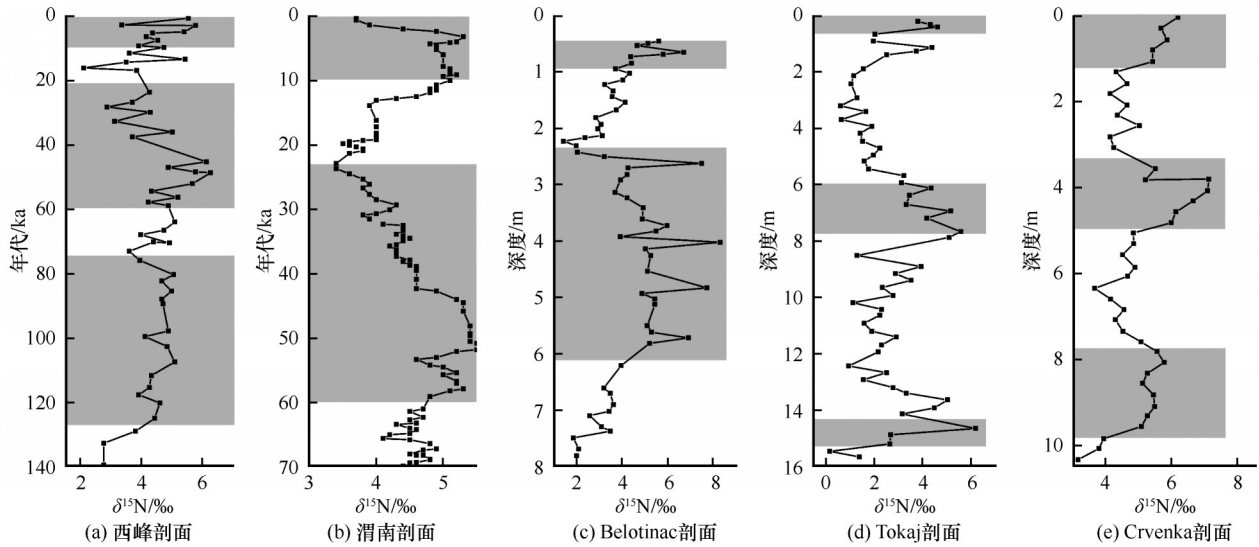 0
20
40
60
80
100
120
140
年代/ka
2 4 6
δ¹⁵N/‰
(a) 西峰剖面
0
10
20
30
40
50
60
70
年代/ka
3 4 5
δ¹⁵N/‰
(b) 渭南剖面
0
1
2
3
4
5
6
7
8
深度/m
2 4 6 8
δ¹⁵N/‰
(c) Belotinac剖面
0
2
4
6
8
10
12
14
16
深度/m
0 2 4 6
δ¹⁵N/‰
(d) Tokaj剖面
0
2
4
6
8
10
深度/m
4 6 8
δ¹⁵N/‰
(e) Crvenka剖面